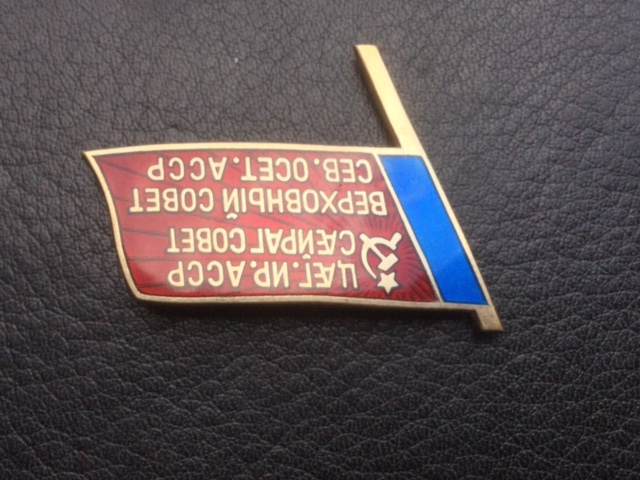 ЦÆГ.ИР.АССР
СÆЙРАГ СОВЕТ
ВЕРХОВНЫЙ СОВЕТ
СЕВ.ОСЕТ.АССР